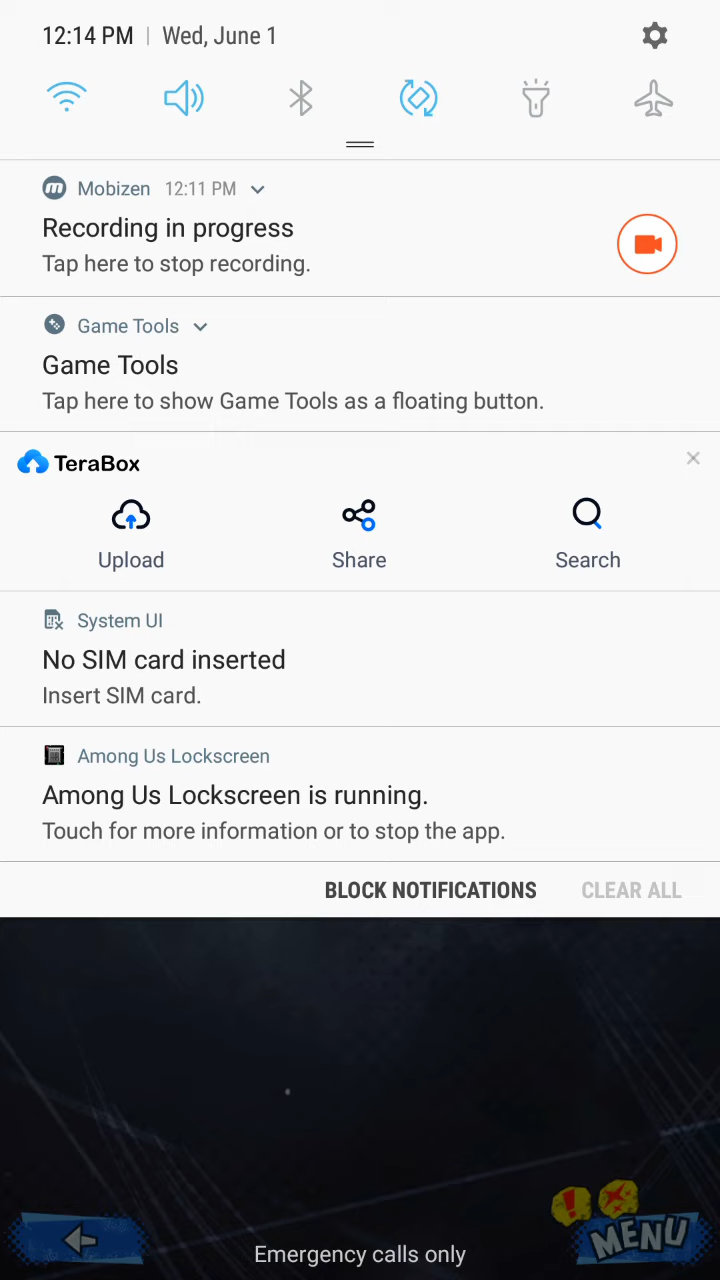 12:14 PM | Wed, June 1
Mobizen 12:11 PM
Recording in progress
Tap here to stop recording.
Game Tools
Game Tools
Tap here to show Game Tools as a floating button.
TeraBox
Upload Share Search
System UI
No SIM card inserted
Insert SIM card.
Among Us Lockscreen
Among Us Lockscreen is running.
Touch for more information or to stop the app.
BLOCK NOTIFICATIONS CLEAR ALL
MENU
Emergency calls only